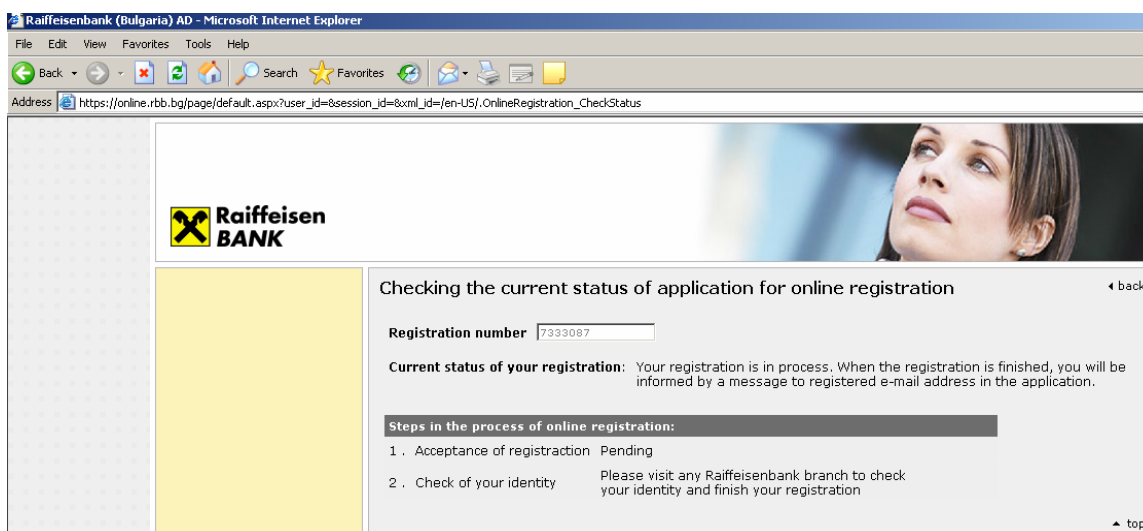 Raiffeisenbank (Bulgaria) AD - Microsoft Internet Explorer
File Edit View Favorites Tools Help
Back Search Favorites
Address https://online.rbb.bg/page/default.aspx?user_id=&session_id=&xml_id=/en-US/.OnlineRegistration_CheckStatus
Raiffeisen
BANK
Checking the current status of application for online registration back
Registration number 7333087
Current status of your registration: Your registration is in process. When the registration is finished, you will be
informed by a message to registered e-mail address in the application.
Steps in the process of online registration:
1 . Acceptance of registraction Pending
2 . Check of your identity Please visit any Raiffeisenbank branch to check
your identity and finish your registration
top